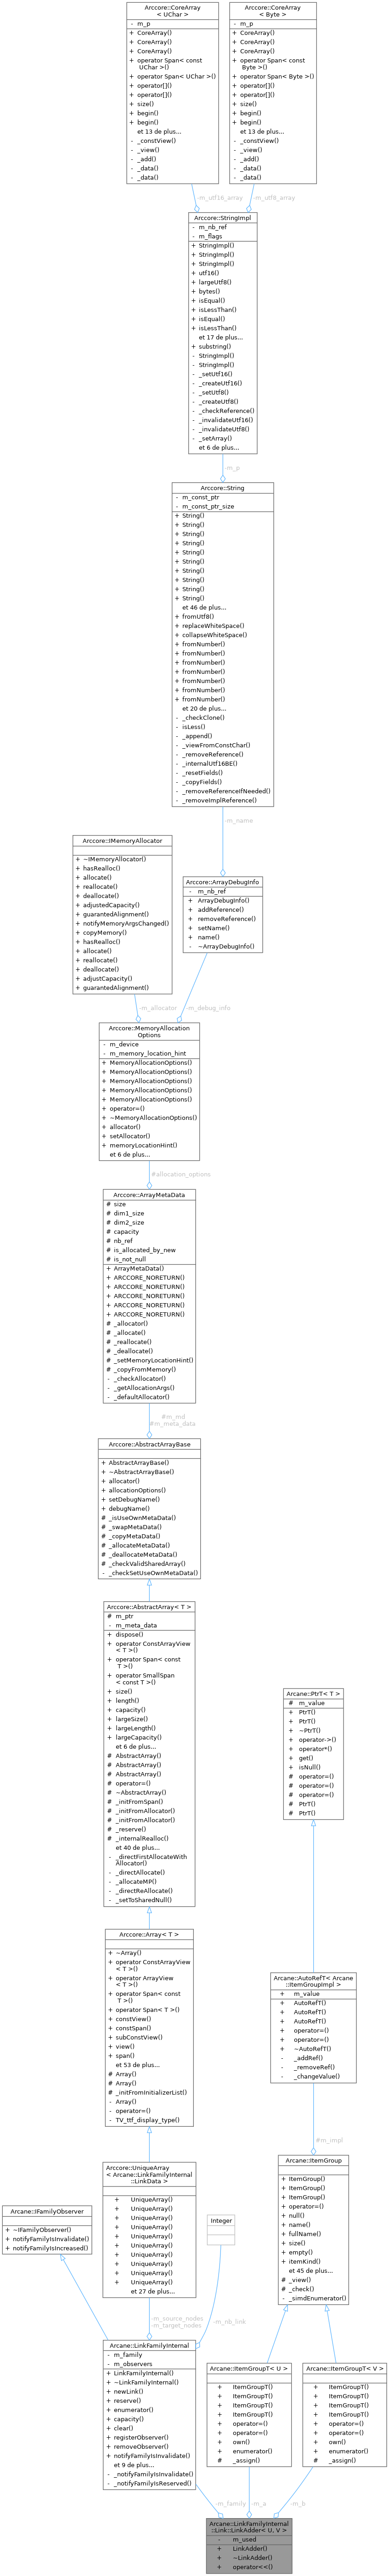 Arccore::CoreArray
< UChar >
- m_p
+ CoreArray()
+ CoreArray()
+ CoreArray()
+ operator Span< const
UChar >()
+ operator Span< UChar >()
+ operator[]()
+ operator[]()
+ size()
+ begin()
+ begin()
et 13 de plus...
- _constView()
- _view()
- _add()
- _data()
- _data()
Arccore::CoreArray
< Byte >
- m_p
+ CoreArray()
+ CoreArray()
+ CoreArray()
+ operator Span< const
Byte >()
+ operator Span< Byte >()
+ operator[]()
+ operator[]()
+ size()
+ begin()
+ begin()
et 13 de plus...
- _constView()
- _view()
- _add()
- _data()
- _data()
-m_utf16_array
-m_utf8_array
Arccore::StringImpl
- m_nb_ref
- m_flags
+ StringImpl()
+ StringImpl()
+ StringImpl()
+ utf16()
+ largeUtf8()
+ bytes()
+ isEqual()
+ isLessThan()
+ isEqual()
+ isLessThan()
et 17 de plus...
+ substring()
- StringImpl()
- StringImpl()
- _setUtf16()
- _createUtf16()
- _setUtf8()
- _createUtf8()
- _checkReference()
- _invalidateUtf16()
- _invalidateUtf8()
- _setArray()
et 6 de plus...
-m_p
Arccore::String
- m_const_ptr
- m_const_ptr_size
+ String()
+ String()
+ String()
+ String()
+ String()
+ String()
+ String()
+ String()
+ String()
+ String()
et 46 de plus...
+ fromUtf8()
+ replaceWhiteSpace()
+ collapseWhiteSpace()
+ fromNumber()
+ fromNumber()
+ fromNumber()
+ fromNumber()
+ fromNumber()
+ fromNumber()
+ fromNumber()
et 20 de plus...
- _checkClone()
- isLess()
- _append()
- _viewFromConstChar()
- _removeReference()
- _internalUtf16BE()
- _resetFields()
- _copyFields()
- _removeReferenceIfNeeded()
- _removeImplReference()
-m_name
Arccore::IMemoryAllocator
+ ~IMemoryAllocator()
+ hasRealloc()
+ allocate()
+ reallocate()
+ deallocate()
+ adjustedCapacity()
+ guarantedAlignment()
+ notifyMemoryArgsChanged()
+ copyMemory()
+ hasRealloc()
+ allocate()
+ reallocate()
+ deallocate()
+ adjustCapacity()
+ guarantedAlignment()
Arccore::ArrayDebugInfo
- m_nb_ref
+ ArrayDebugInfo()
+ addReference()
+ removeReference()
+ setName()
+ name()
- ~ArrayDebugInfo()
-m_allocator
-m_debug_info
Arccore::MemoryAllocation
Options
- m_device
- m_memory_location_hint
+ MemoryAllocationOptions()
+ MemoryAllocationOptions()
+ MemoryAllocationOptions()
+ MemoryAllocationOptions()
+ MemoryAllocationOptions()
+ operator=()
+ ~MemoryAllocationOptions()
+ allocator()
+ setAllocator()
+ memoryLocationHint()
et 6 de plus...
#allocation_options
Arccore::ArrayMetaData
# size
# dim1_size
# dim2_size
# capacity
# nb_ref
# is_allocated_by_new
# is_not_null
+ ArrayMetaData()
+ ARCCORE_NORETURN()
+ ARCCORE_NORETURN()
+ ARCCORE_NORETURN()
+ ARCCORE_NORETURN()
+ ARCCORE_NORETURN()
# _allocator()
# _allocate()
# _reallocate()
# _deallocate()
# _setMemoryLocationHint()
# _copyFromMemory()
- _checkAllocator()
- _getAllocationArgs()
- _defaultAllocator()
#m_md
#m_meta_data
Arccore::AbstractArrayBase
+ AbstractArrayBase()
+ ~AbstractArrayBase()
+ allocator()
+ allocationOptions()
+ setDebugName()
+ debugName()
# _isUseOwnMetaData()
# _swapMetaData()
# _copyMetaData()
# _allocateMetaData()
# _deallocateMetaData()
# _checkValidSharedArray()
- _checkSetUseOwnMetaData()
Arccore::AbstractArray< T >
# m_ptr
- m_meta_data
+ dispose()
+ operator ConstArrayView
< T >()
+ operator Span< const
T >()
+ operator SmallSpan
< const T >()
+ size()
+ length()
+ capacity()
+ largeSize()
+ largeLength()
+ largeCapacity()
et 6 de plus...
# AbstractArray()
# AbstractArray()
# AbstractArray()
# operator=()
# ~AbstractArray()
# _initFromSpan()
# _initFromAllocator()
# _initFromAllocator()
# _reserve()
# _internalRealloc()
et 40 de plus...
- _directFirstAllocateWith
Allocator()
- _directAllocate()
- _allocateMP()
- _directReAllocate()
- _setToSharedNull()
Arccore::Array< T >
+ ~Array()
+ operator ConstArrayView
< T >()
+ operator ArrayView
< T >()
+ operator Span< const
T >()
+ operator Span< T >()
+ constView()
+ constSpan()
+ subConstView()
+ view()
+ span()
et 53 de plus...
# Array()
# Array()
# _initFromInitializerList()
- Array()
- operator=()
- TV_ttf_display_type()
Arccore::UniqueArray
< Arcane::LinkFamilyInternal
::LinkData >
+ UniqueArray()
+ UniqueArray()
+ UniqueArray()
+ UniqueArray()
+ UniqueArray()
+ UniqueArray()
+ UniqueArray()
+ UniqueArray()
+ UniqueArray()
+ UniqueArray()
et 27 de plus...
Arcane::PtrT< T >
# m_value
+ PtrT()
+ PtrT()
+ ~PtrT()
+ operator->()
+ operator*()
+ get()
+ isNull()
# operator=()
# operator=()
# operator=()
# PtrT()
# PtrT()
Arcane::AutoRefT< Arcane
::ItemGroupImpl >
+ m_value
+ AutoRefT()
+ AutoRefT()
+ AutoRefT()
+ operator=()
+ operator=()
+ ~AutoRefT()
- _addRef()
- _removeRef()
- _changeValue()
#m_impl
Arcane::ItemGroup
+ ItemGroup()
+ ItemGroup()
+ ItemGroup()
+ operator=()
+ null()
+ name()
+ fullName()
+ size()
+ empty()
+ itemKind()
et 45 de plus...
# _view()
# _check()
- _simdEnumerator()
Arcane::IFamilyObserver
+ ~IFamilyObserver()
+ notifyFamilyIsInvalidate()
+ notifyFamilyIsIncreased()
Integer
-m_source_nodes
-m_target_nodes
-m_nb_link
Arcane::LinkFamilyInternal
- m_family
- m_observers
+ LinkFamilyInternal()
+ ~LinkFamilyInternal()
+ newLink()
+ reserve()
+ enumerator()
+ capacity()
+ clear()
+ registerObserver()
+ removeObserver()
+ notifyFamilyIsInvalidate()
et 9 de plus...
- _notifyFamilyIsInvalidate()
- _notifyFamilyIsReserved()
Arcane::ItemGroupT< U >
+ ItemGroupT()
+ ItemGroupT()
+ ItemGroupT()
+ ItemGroupT()
+ operator=()
+ operator=()
+ own()
+ enumerator()
# _assign()
Arcane::ItemGroupT< V >
+ ItemGroupT()
+ ItemGroupT()
+ ItemGroupT()
+ ItemGroupT()
+ operator=()
+ operator=()
+ own()
+ enumerator()
# _assign()
-m_family
-m_a
-m_b
Arcane::LinkFamilyInternal
::Link::LinkAdder< U, V >
- m_used
+ LinkAdder()
+ ~LinkAdder()
+ operator<<()